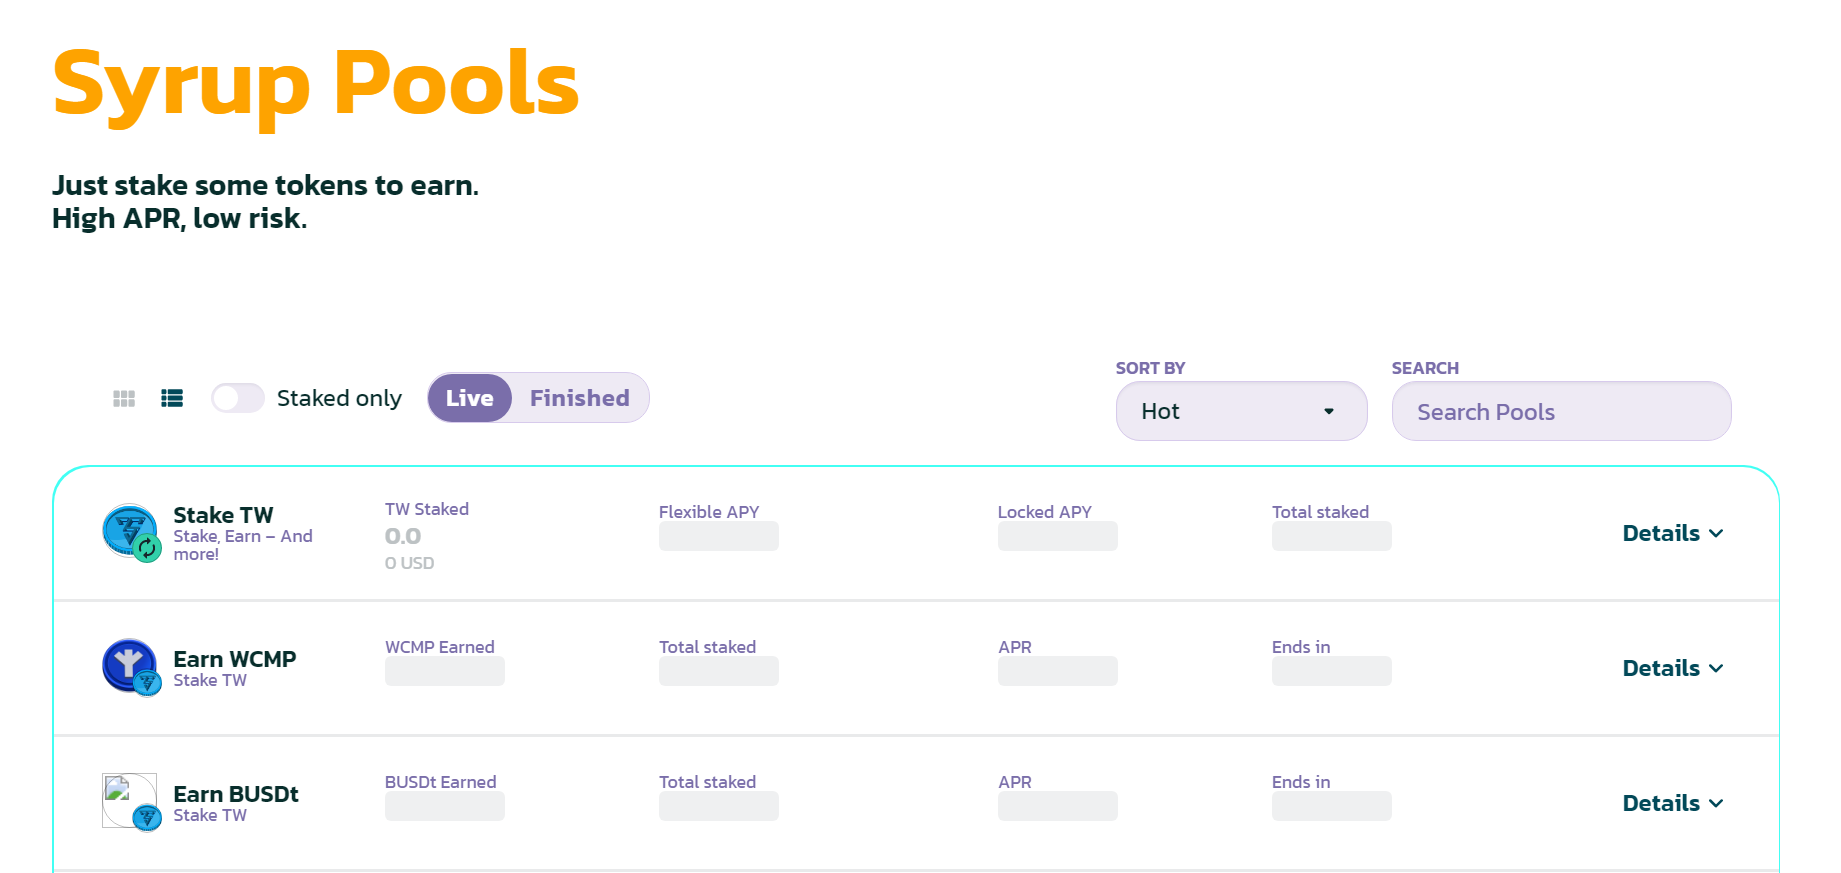 Syrup Pools
Just stake some tokens to earn.
High APR, low risk.
Staked only
Live
Finished
SORT BY
Hot
SEARCH
Search Pools
Stake TW
Stake, Earn – And
more!
TW Staked
0.0
0 USD
Flexible APY
Locked APY
Total staked
Details
Earn WCMP
Stake TW
WCMP Earned
Total staked
APR
Ends in
Details
Earn BUSDt
Stake TW
BUSDt Earned
Total staked
APR
Ends in
Details